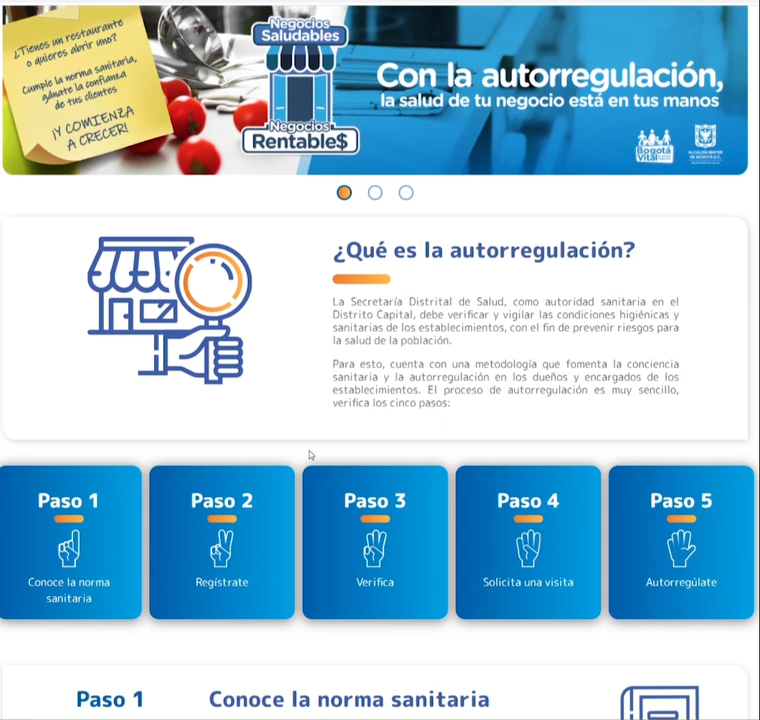 ¿Tienes un restaurante
o quieres abrir uno?
Cumple la norma sanitaria,
gánate la confianza
de tus clientes
¡Y COMIENZA
A CRECER!
Negocios
Saludables
Negocios
Rentable$
Con la autorregulación,
la salud de tu negocio está en tus manos
Bogotá
Vital
ALCALDÍA MAYOR
DE BOGOTÁ D.C.
¿Qué es la autorregulación?
La Secretaría Distrital de Salud, como autoridad sanitaria en el
Distrito Capital, debe verificar y vigilar las condiciones higiénicas y
sanitarias de los establecimientos, con el fin de prevenir riesgos para
la salud de la población.
Para esto, cuenta con una metodología que fomenta la conciencia
sanitaria y la autorregulación en los dueños y encargados de los
establecimientos. El proceso de autorregulación es muy sencillo,
verifica los cinco pasos:
Paso 1
Conoce la norma
sanitaria
Paso 2
Regístrate
Paso 3
Verifica
Paso 4
Solicita una visita
Paso 5
Autorregúlate
Paso 1
Conoce la norma sanitaria